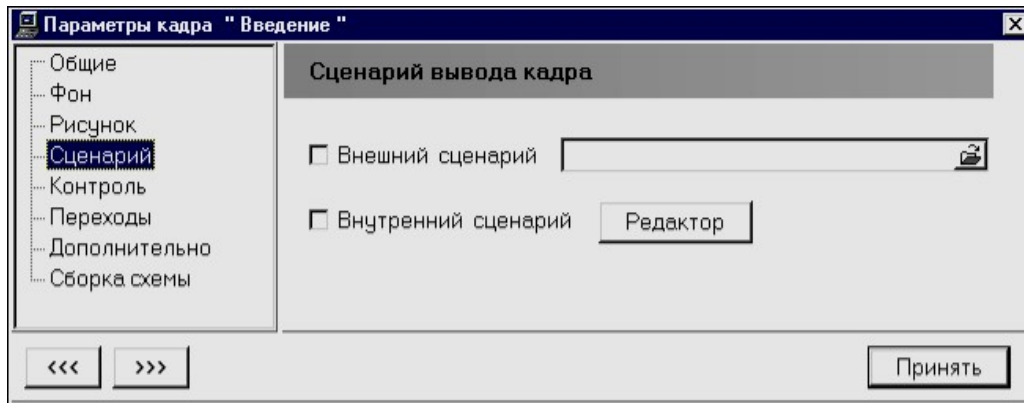 Параметры кадра " Введение "
Общие
Фон
Рисунок
Сценарий
Контроль
Переходы
Дополнительно
Сборка схемы
Сценарий вывода кадра
Внешний сценарий
Внутренний сценарий
Редактор
<<<
>>>
Принять